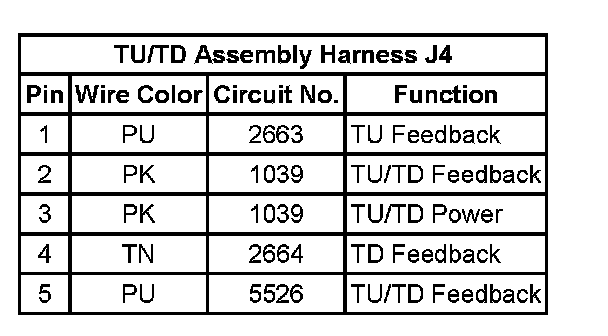 TU/TD Assembly Harness J4
Pin Wire Color Circuit No. Function
1 PU 2663 TU Feedback
2 PK 1039 TU/TD Feedback
3 PK 1039 TU/TD Power
4 TN 2664 TD Feedback
5 PU 5526 TU/TD Feedback